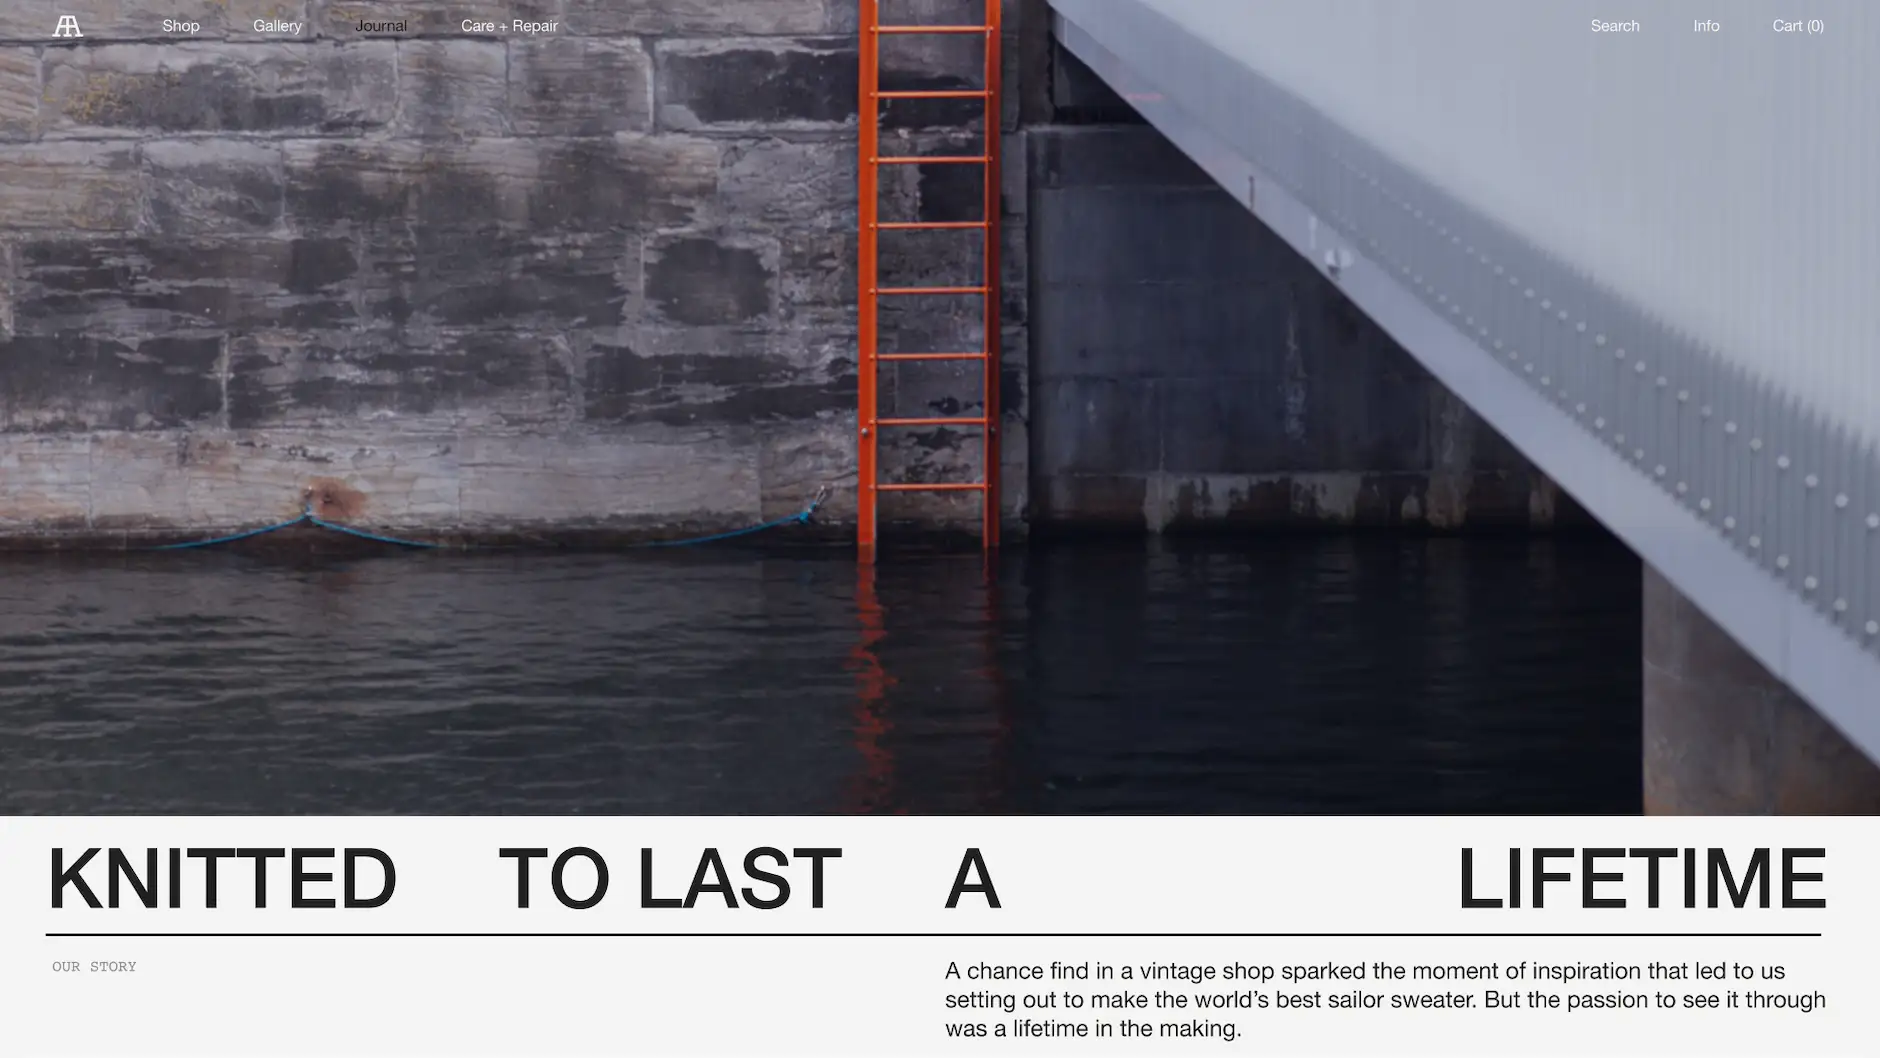 Shop Gallery Journal Care + Repair Search Info Cart (0)
KNITTED TO LAST A LIFETIME
OUR STORY
A chance find in a vintage shop sparked the moment of inspiration that led to us
setting out to make the world’s best sailor sweater. But the passion to see it through
was a lifetime in the making.